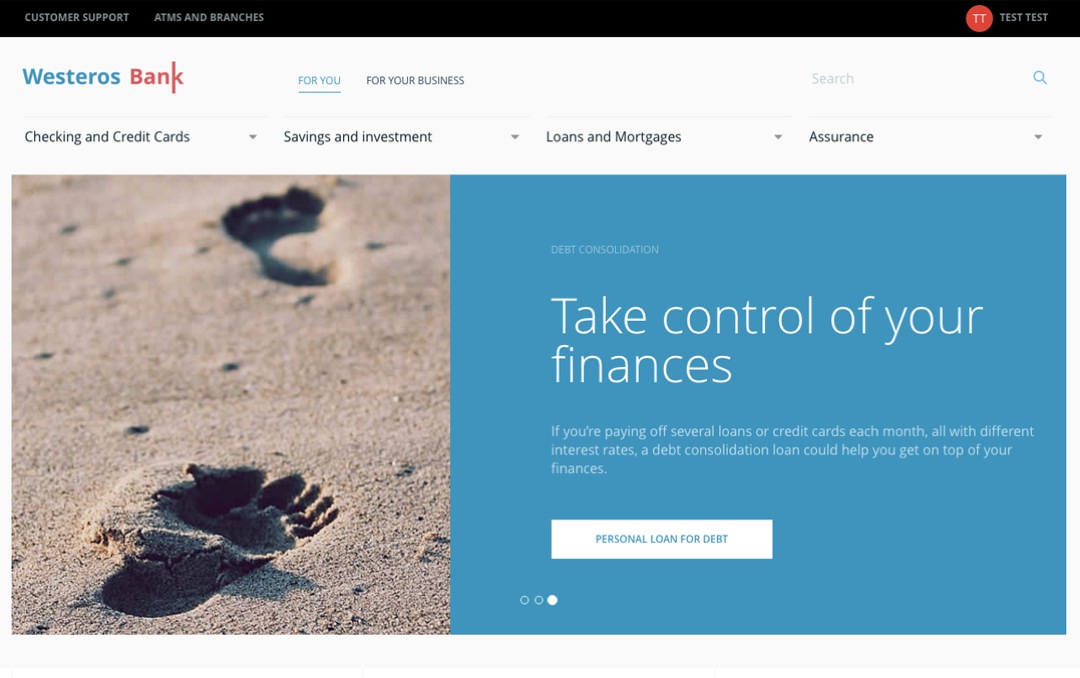 CUSTOMER SUPPORT
ATMS AND BRANCHES
TT
TEST TEST
Westeros Bank
FOR YOU
FOR YOUR BUSINESS
Search
Checking and Credit Cards
Savings and investment
Loans and Mortgages
Assurance
DEBT CONSOLIDATION
Take control of your
finances
If you're paying off several loans or credit cards each month, all with different
interest rates, a debt consolidation loan could help you get on top of your
finances.
PERSONAL LOAN FOR DEBT